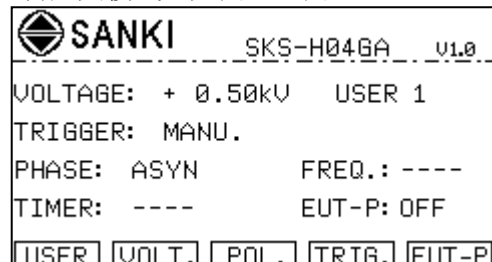 SANKI SKS-H04GA V1.0
VOLTAGE: + 0.50kV USER 1
TRIGGER: MANU.
PHASE: ASYN FREQ.: ----
TIMER: ---- EUT-P: OFF
USER VOLT. POL. TRIG. EUT-P